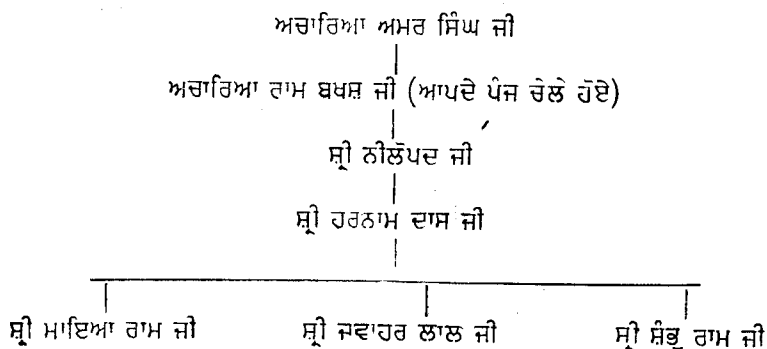 ਅਚਾਰਿਆ ਅਮਰ ਸਿੰਘ ਜੀ
ਅਚਾਰਿਆ ਰਾਮ ਬਖਸ਼ ਜੀ (ਆਪਦੇ ਪੰਜ ਚੇਲੇ ਹੋਏ)
ਸ਼੍ਰੀ ਨੀਲੋਪਦ ਜੀ
ਸ਼੍ਰੀ ਹਰਨਾਮ ਦਾਸ ਜੀ
ਸ਼੍ਰੀ ਮਾਇਆ ਰਾਮ ਜੀ ਸ਼੍ਰੀ ਜਵਾਹਰ ਲਾਲ ਜੀ ਸ੍ਰੀ ਸ਼ੰਭੂ ਰਾਮ ਜੀ